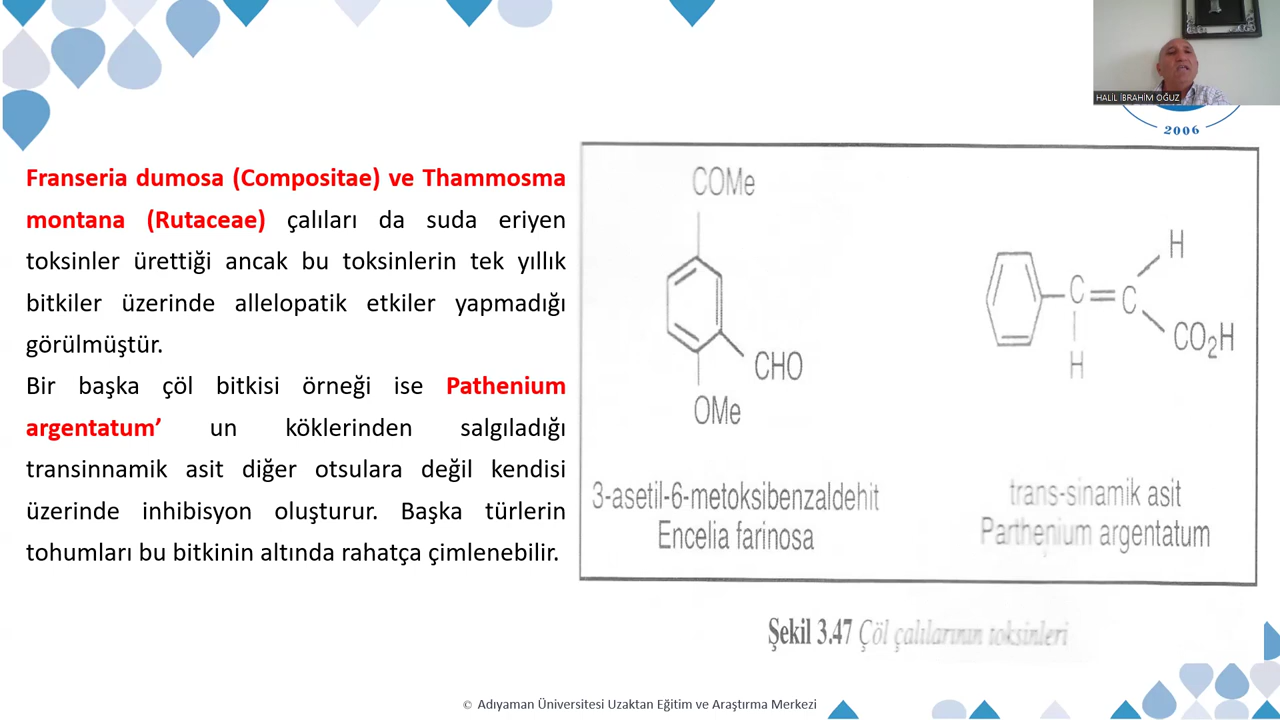 HALİL İBRAHİM OĞUZ
2006
Franseria dumosa (Compositae) ve Thammosma
montana (Rutaceae) çalıları da suda eriyen
toksinler ürettiği ancak bu toksinlerin tek yıllık
bitkiler üzerinde allelopatik etkiler yapmadığı
görülmüştür.
Bir başka çöl bitkisi örneği ise Pathenium
argentatum’ un köklerinden salgıladığı
transinnamik asit diğer otsulara değil kendisi
üzerinde inhibisyon oluşturur. Başka türlerin
tohumları bu bitkinin altında rahatça çimlenebilir.
COMe
CHO
OMe
3-asetil-6-metoksibenzaldehit
Encelia farinosa
H
C=C
CO₂H
H
trans-sinamik asit
Parthenium argentatum
Şekil 3.47 Çöl çalılarının toksinleri
© Adıyaman Üniversitesi Uzaktan Eğitim ve Araştırma Merkezi